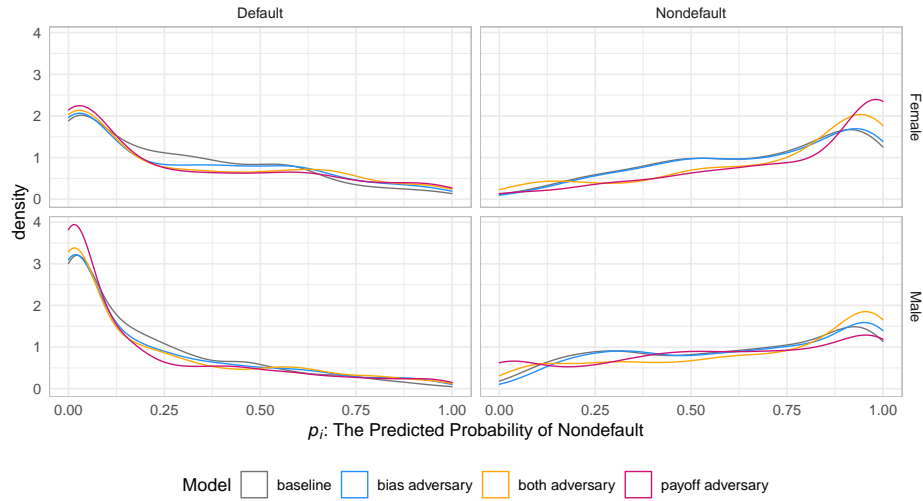 Default
Nondefault
4
3
2
1
0
Female
4
3
2
1
0
Male
density
0.00
0.25
0.50
0.75
1.00
0.00
0.25
0.50
0.75
1.00
p_i: The Predicted Probability of Nondefault
Model
baseline
bias adversary
both adversary
payoff adversary